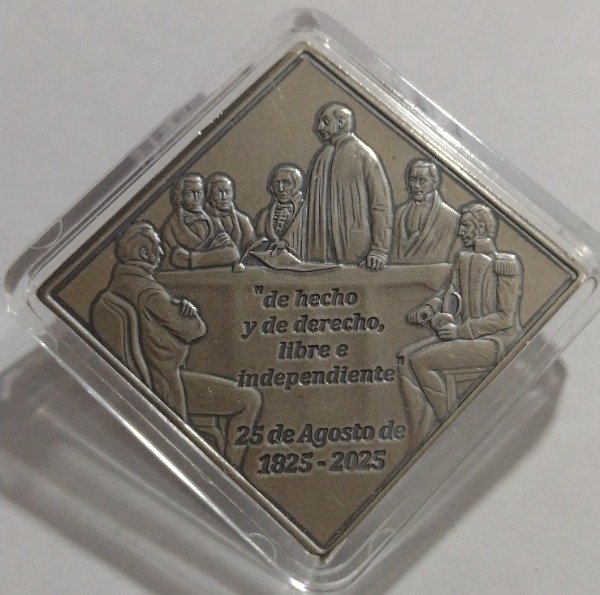 "de hecho
y de derecho,
libre e
independiente"
25 de Agosto de
1825 - 2025